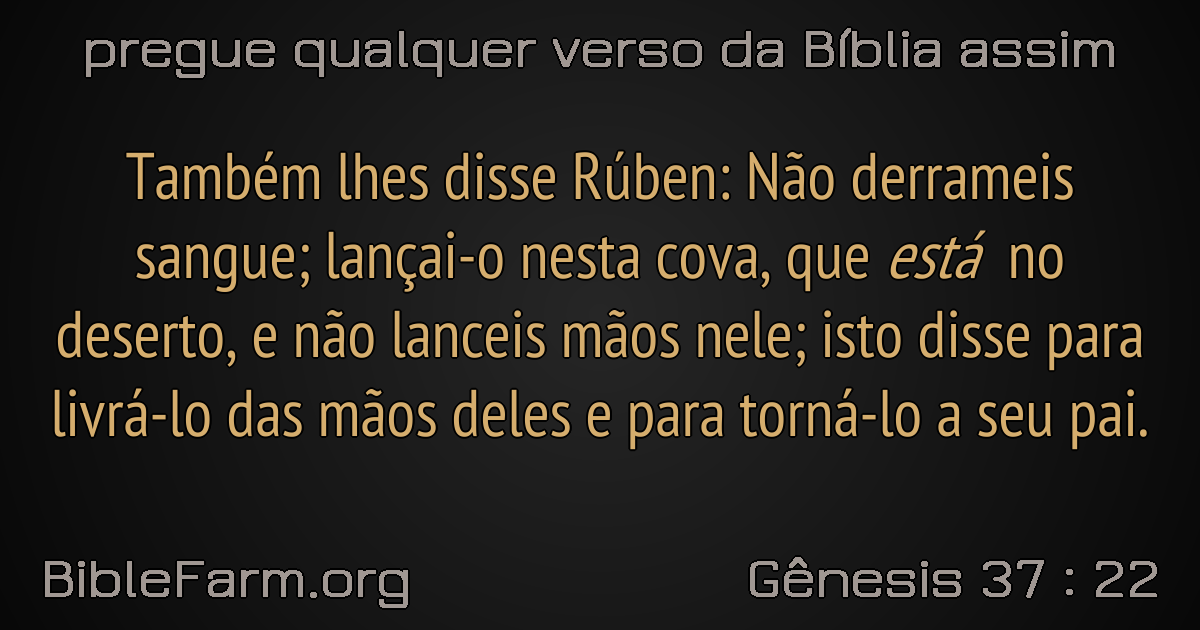 pregue qualquer verso da Bíblia assim
Também lhes disse Rúben: Não derrameis
sangue; lançai-o nesta cova, que está no
deserto, e não lanceis mãos nele; isto disse para
livrá-lo das mãos deles e para torná-lo a seu pai.
BibleFarm.org
Gênesis 37 : 22